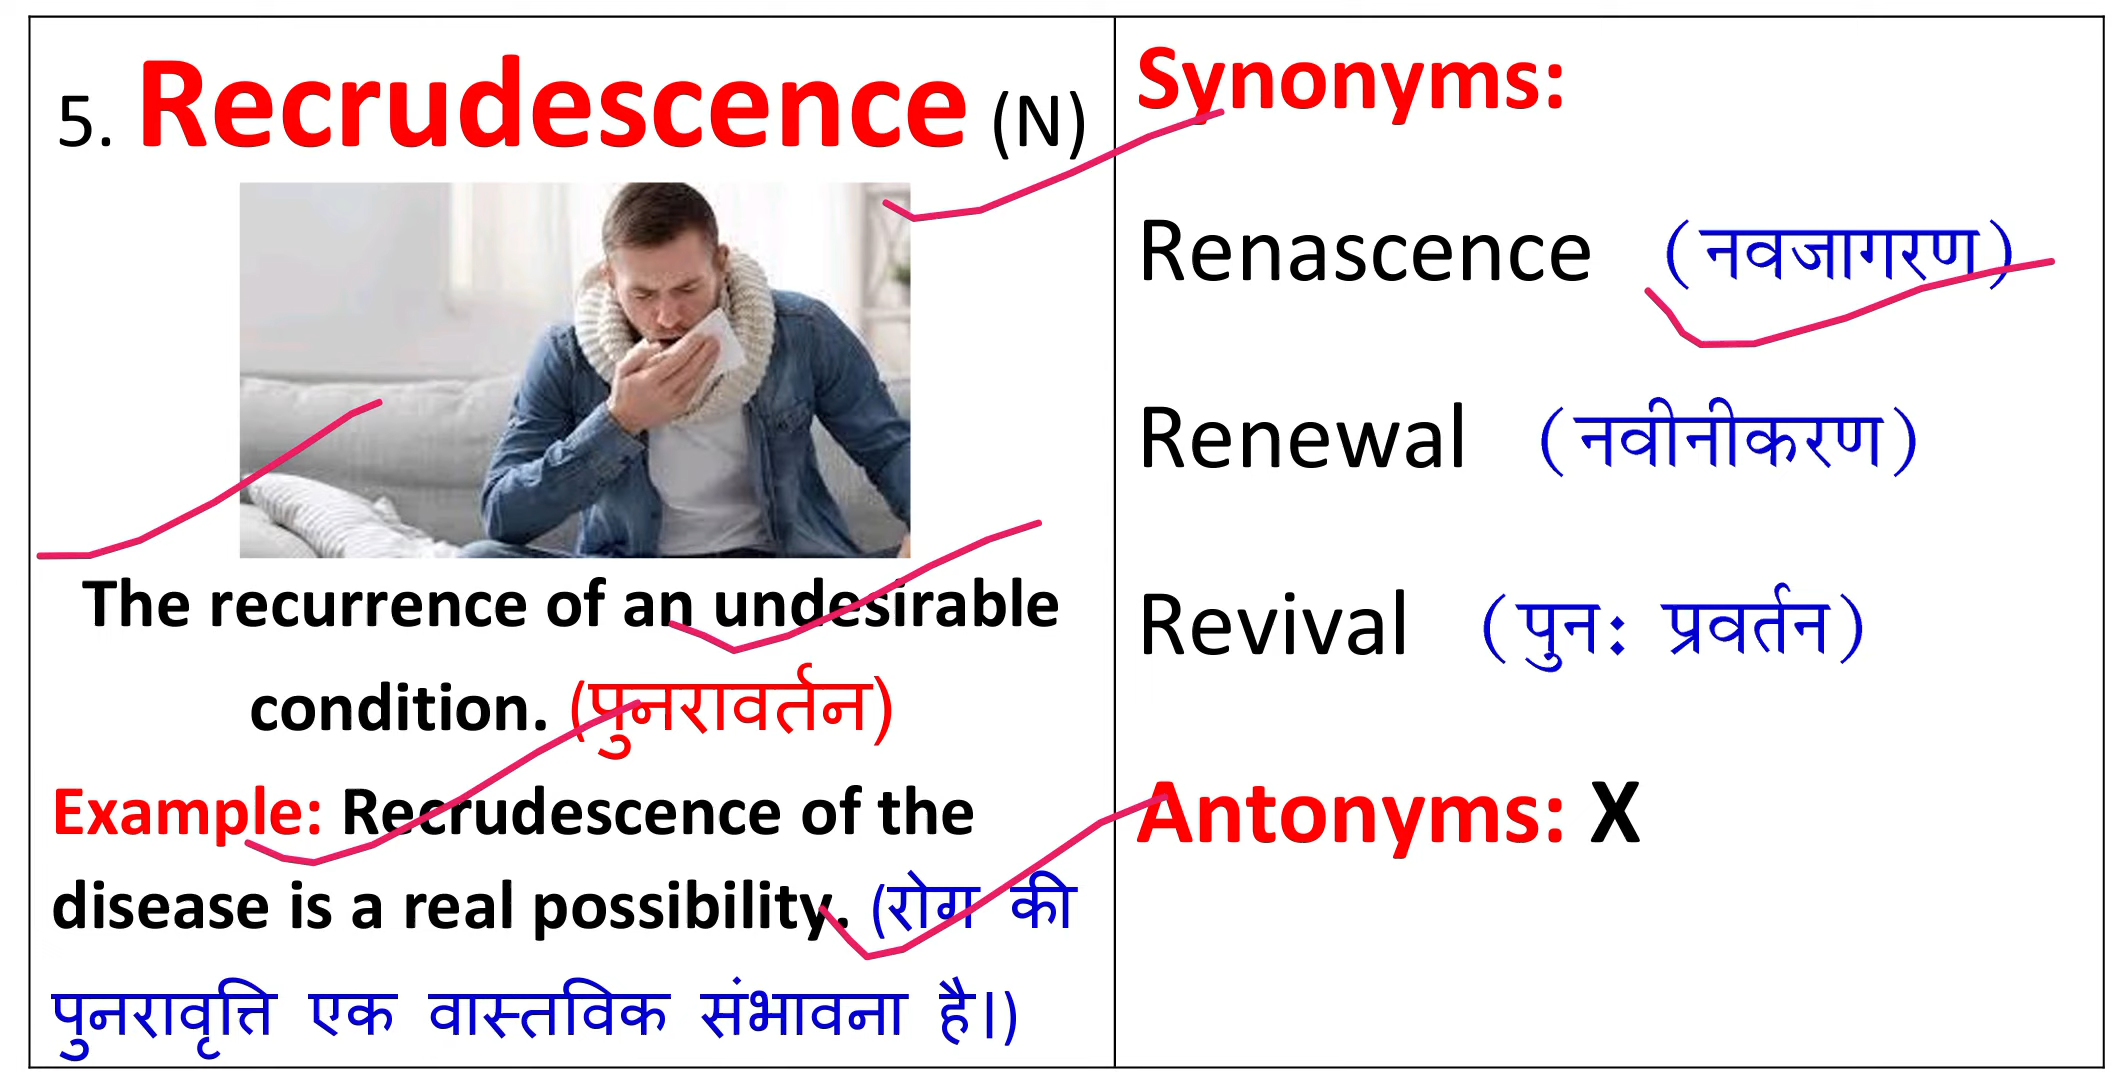 5. Recrudescence (N)
The recurrence of an undesirable
condition. (पुनरावर्तन)
Example: Recrudescence of the
disease is a real possibility. (रोग की
पुनरावृत्ति एक वास्तविक संभावना है।)
Synonyms:
Renascence (नवजागरण)
Renewal (नवीनीकरण)
Revival (पुन: प्रवर्तन)
Antonyms: X